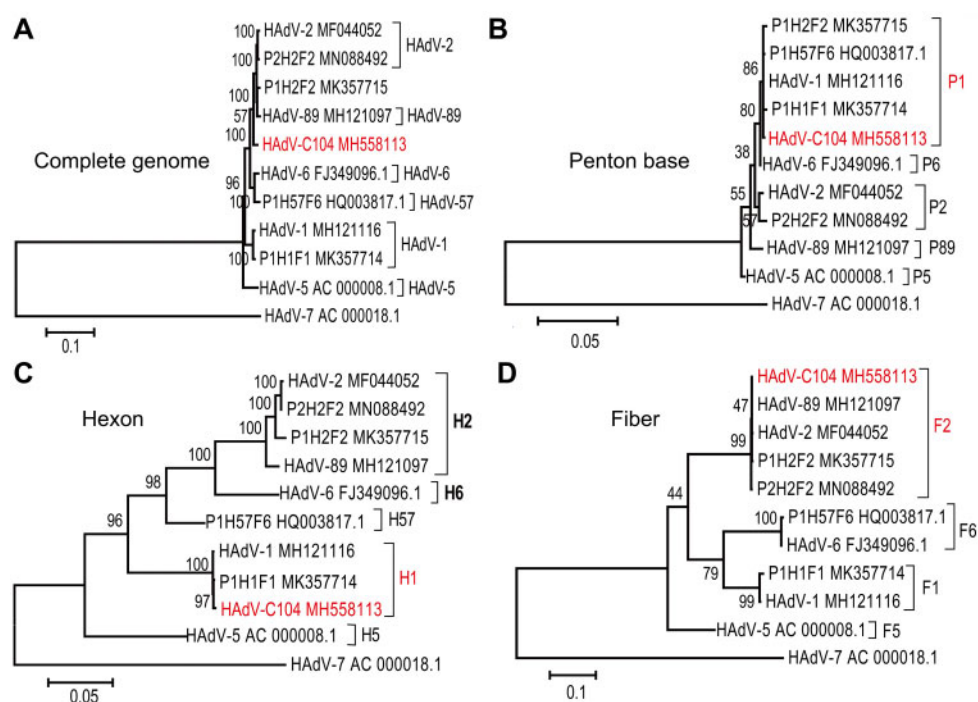 A
Complete genome
100
HAdV-2 MF044052
HAdV-2
100
P2H2F2 MN088492
100
P1H2F2 MK357715
57
HAdV-89 MH121097
HAdV-89
100
HAdV-C104 MH558113
96
HAdV-6 FJ349096.1
HAdV-6
100
P1H57F6 HQ003817.1
HAdV-57
HAdV-1 MH121116
HAdV-1
100
P1H1F1 MK357714
HAdV-5 AC 000008.1
HAdV-5
HAdV-7 AC 000018.1
0.1
B
Penton base
P1H2F2 MK357715
P1H57F6 HQ003817.1
86
HAdV-1 MH121116
P1
80
P1H1F1 MK357714
HAdV-C104 MH558113
38
HAdV-6 FJ349096.1
P6
55
HAdV-2 MF044052
P2
57
P2H2F2 MN088492
HAdV-89 MH121097
P89
HAdV-5 AC 000008.1
P5
HAdV-7 AC 000018.1
0.05
C
Hexon
100
HAdV-2 MF044052
100
P2H2F2 MN088492
H2
100
P1H2F2 MK357715
HAdV-89 MH121097
98
HAdV-6 FJ349096.1
H6
96
P1H57F6 HQ003817.1
H57
HAdV-1 MH121116
100
P1H1F1 MK357714
H1
97
HAdV-C104 MH558113
HAdV-5 AC 000008.1
H5
HAdV-7 AC 000018.1
0.05
D
Fiber
HAdV-C104 MH558113
47
HAdV-89 MH121097
99
HAdV-2 MF044052
F2
P1H2F2 MK357715
P2H2F2 MN088492
44
100
P1H57F6 HQ003817.1
F6
HAdV-6 FJ349096.1
79
P1H1F1 MK357714
F1
99
HAdV-1 MH121116
HAdV-5 AC 000008.1
F5
HAdV-7 AC 000018.1
0.1